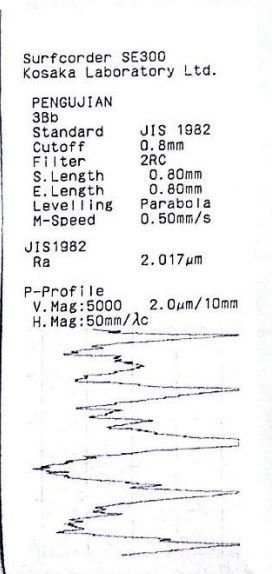 Surfcorder SE300
Kosaka Laboratory Ltd.
PENGUJIAN
3Bb
Standard JIS 1982
Cutoff 0.8mm
Filter 2RC
S.Length 0.80mm
E.Length 0.80mm
Levelling Parabola
M-Speed 0.50mm/s
JIS1982
Ra 2.017μm
P-Profile
V.Mag:5000 2.0μm/10mm
H.Mag:50mm/λc